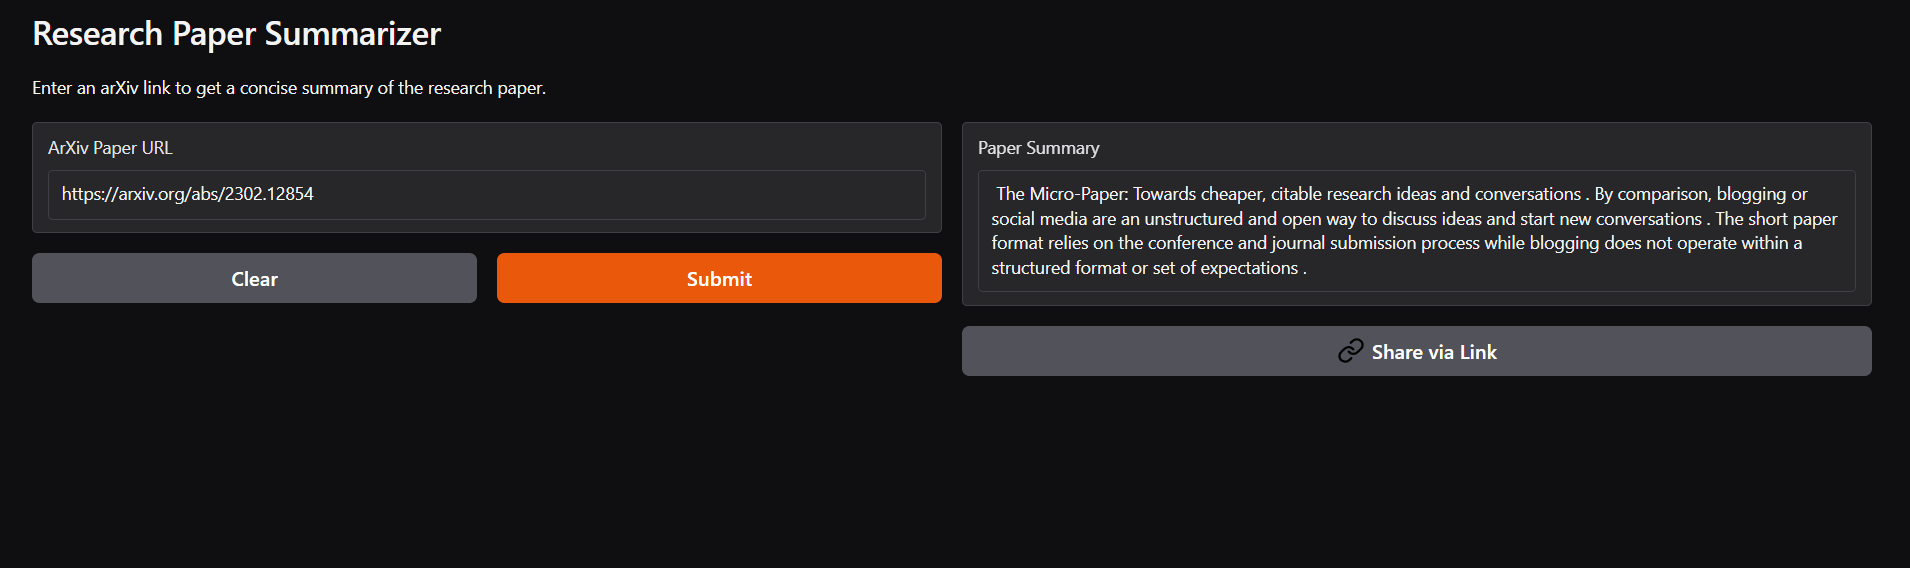 Research Paper Summarizer
Enter an arXiv link to get a concise summary of the research paper.
ArXiv Paper URL
https://arxiv.org/abs/2302.12854
Clear
Submit
Paper Summary
The Micro-Paper: Towards cheaper, citable research ideas and conversations . By comparison, blogging or
social media are an unstructured and open way to discuss ideas and start new conversations . The short paper
format relies on the conference and journal submission process while blogging does not operate within a
structured format or set of expectations .
Share via Link